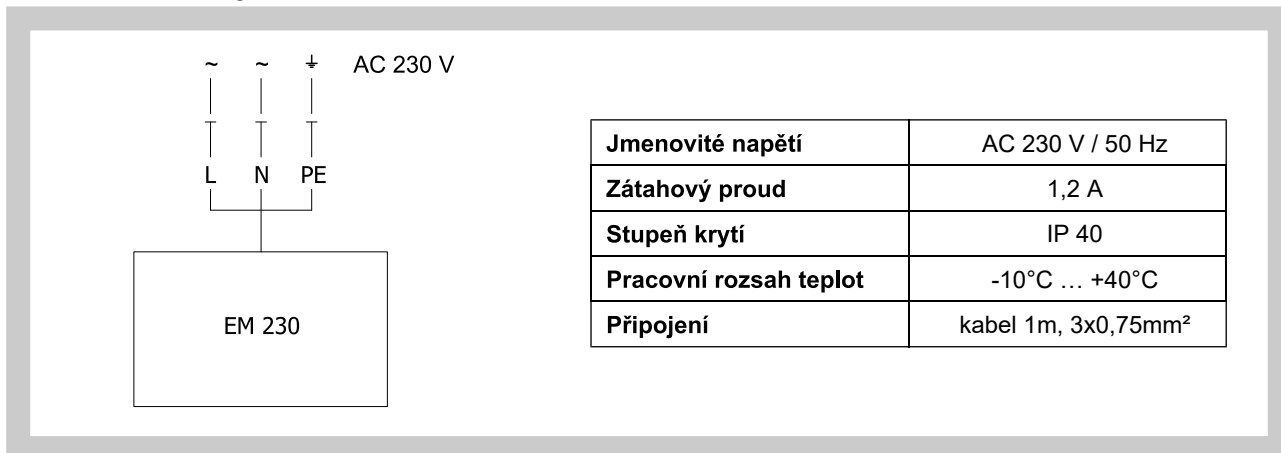 ~ ~ ⏚ AC 230 V
L N PE
EM 230
Jmenovité napětí AC 230 V / 50 Hz
Zátahový proud 1,2 A
Stupeň krytí IP 40
Pracovní rozsah teplot -10°C … +40°C
Připojení kabel 1m, 3x0,75mm²